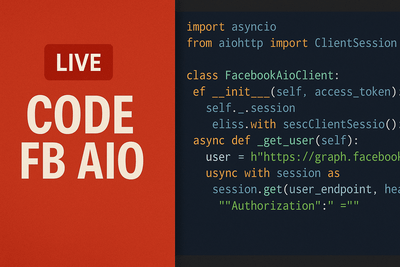 LIVE
CODE
FB AIO
import asyncio
from aiohttp import ClientSession
class FacebookAioClient:
ef __init___(self, access_token):
self._.session
eliss.with sescClientSessio():
async def _get_user(self):
user = h"https://graph.facebook
usync with session as
session.get(user_endpoint, hea
""Authorization":" =""